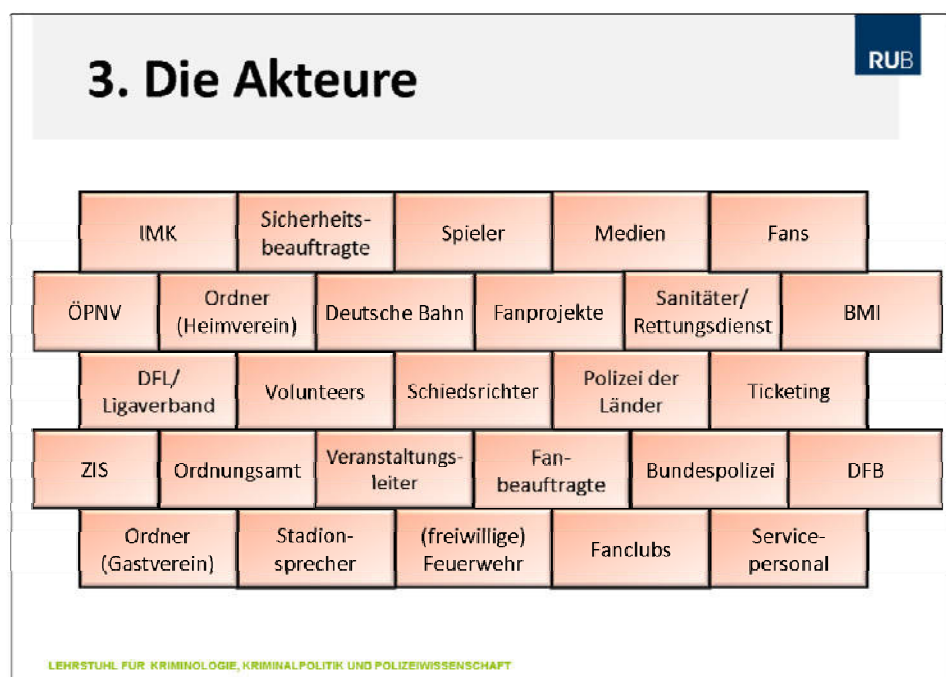 3. Die Akteure
RUB
IMK
Sicherheits-
beauftragte
Spieler
Medien
Fans
ÖPNV
Ordner
(Heimverein)
Deutsche Bahn
Fanprojekte
Sanitäter/
Rettungsdienst
BMI
DFL/
Ligaverband
Volunteers
Schiedsrichter
Polizei der
Länder
Ticketing
ZIS
Ordnungsamt
Veranstaltungs-
leiter
Fan-
beauftragte
Bundespolizei
DFB
Ordner
(Gastverein)
Stadion-
sprecher
(freiwillige)
Feuerwehr
Fanclubs
Service-
personal
LEHRSTUHL FÜR KRIMINOLOGIE, KRIMINALPOLITIK UND POLIZEIWISSENSCHAFT